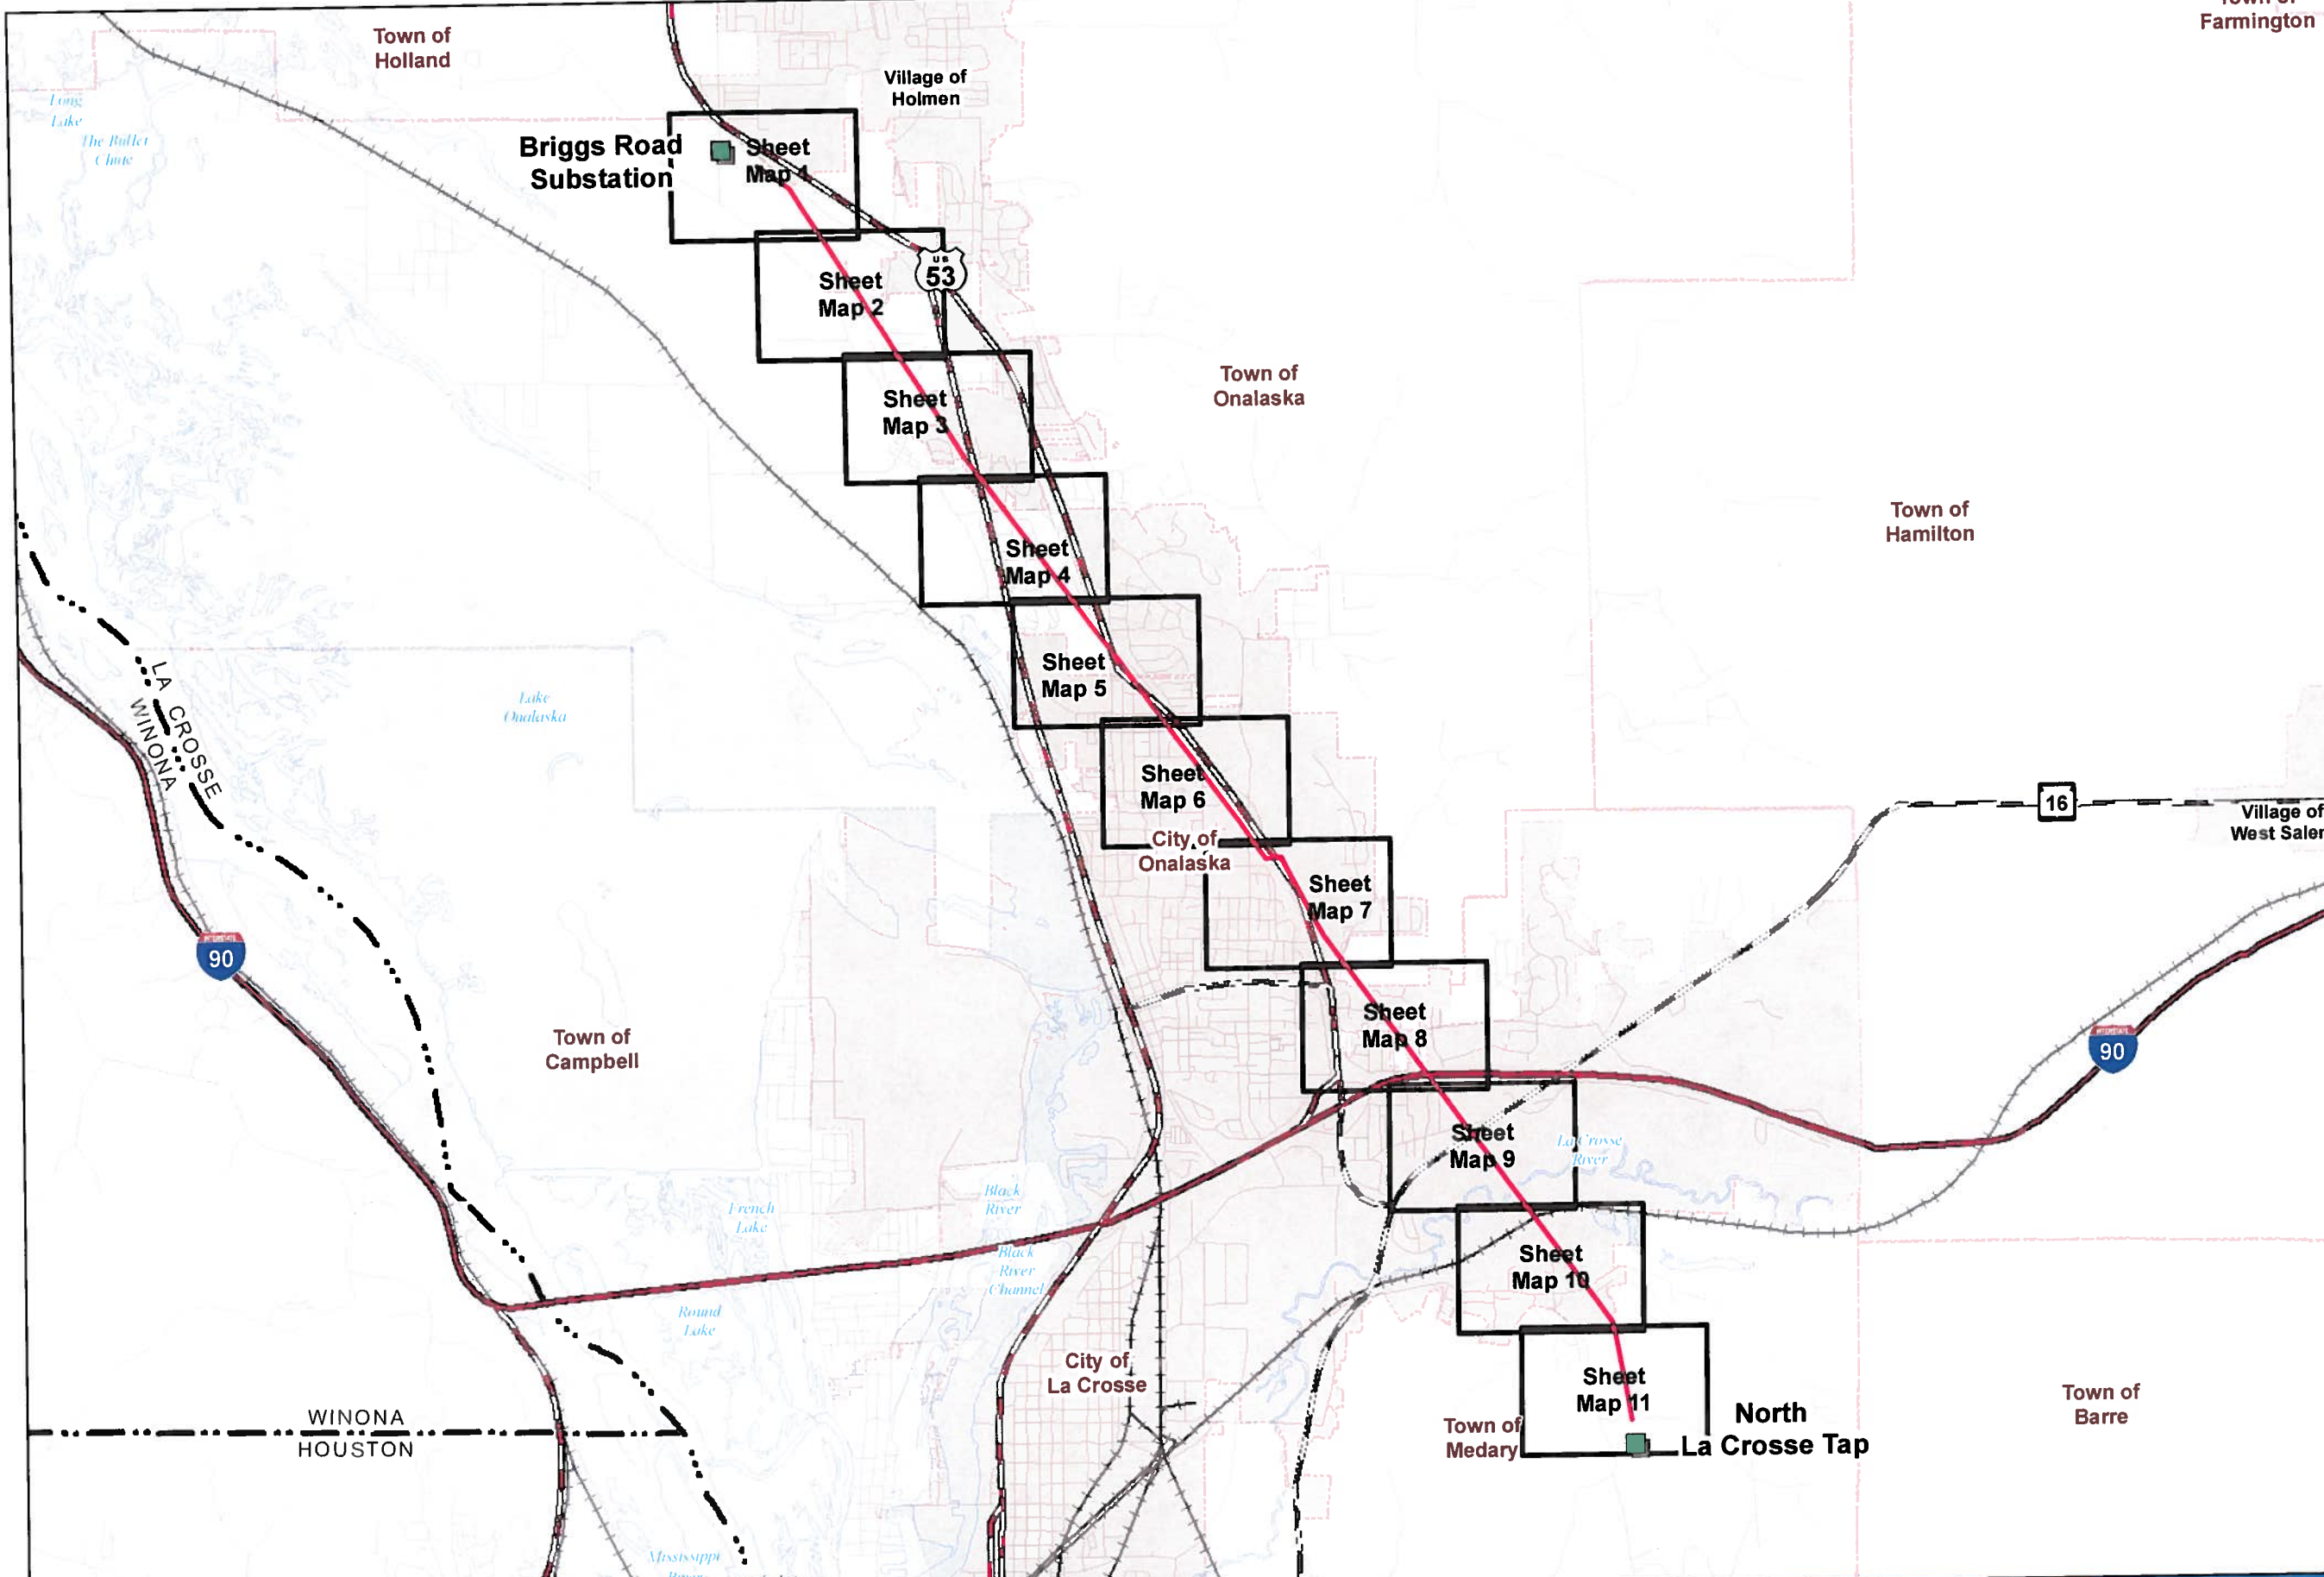 Farmington
Town of
Holland
Village of
Holmen
Long
Lake
The Bullet
Chute
Briggs Road
Substation
Sheet
Map 1
US
53
Sheet
Map 2
Sheet
Map 3
Town of
Onalaska
Town of
Hamilton
Sheet
Map 4
Sheet
Map 5
LA CROSSE
WINONA
Lake
Onalaska
Sheet
Map 6
16
Village of
West Salem
City of
Onalaska
Sheet
Map 7
INTERSTATE
90
Sheet
Map 8
Town of
Campbell
INTERSTATE
90
Sheet
Map 9
La Crosse
River
Black
River
French
Lake
Black
River
Channel
Sheet
Map 10
Round
Lake
City of
La Crosse
Sheet
Map 11
Town of
Barre
WINONA
HOUSTON
Town of
Medary
North
La Crosse Tap
Mississippi